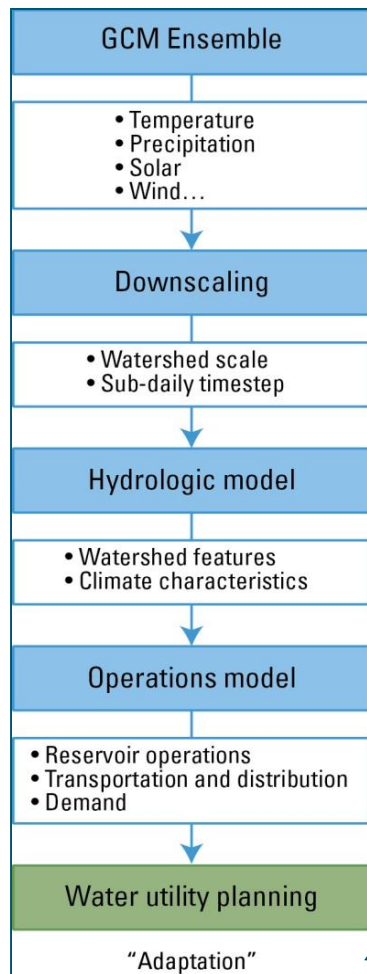 GCM Ensemble
• Temperature
• Precipitation
• Solar
• Wind…
Downscaling
• Watershed scale
• Sub-daily timestep
Hydrologic model
• Watershed features
• Climate characteristics
Operations model
• Reservoir operations
• Transportation and distribution
• Demand
Water utility planning
“Adaptation”